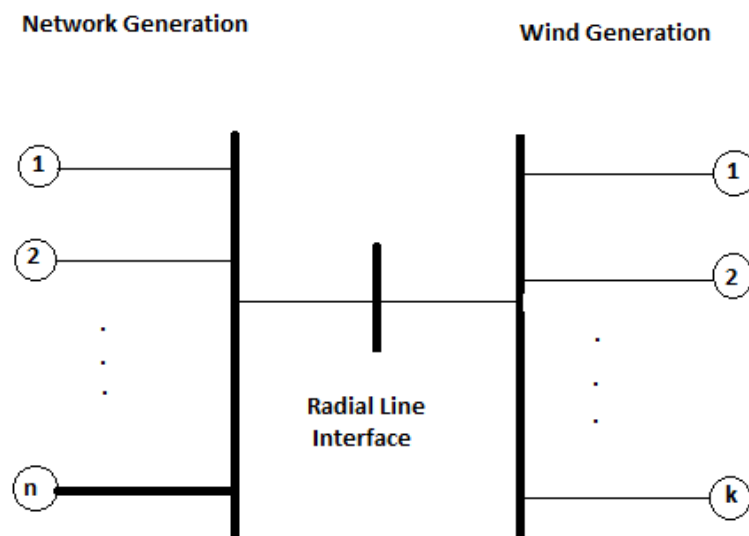 Network Generation
Wind Generation
1
1
2
2
.
.
.
.
.
.
Radial Line
Interface
n
k